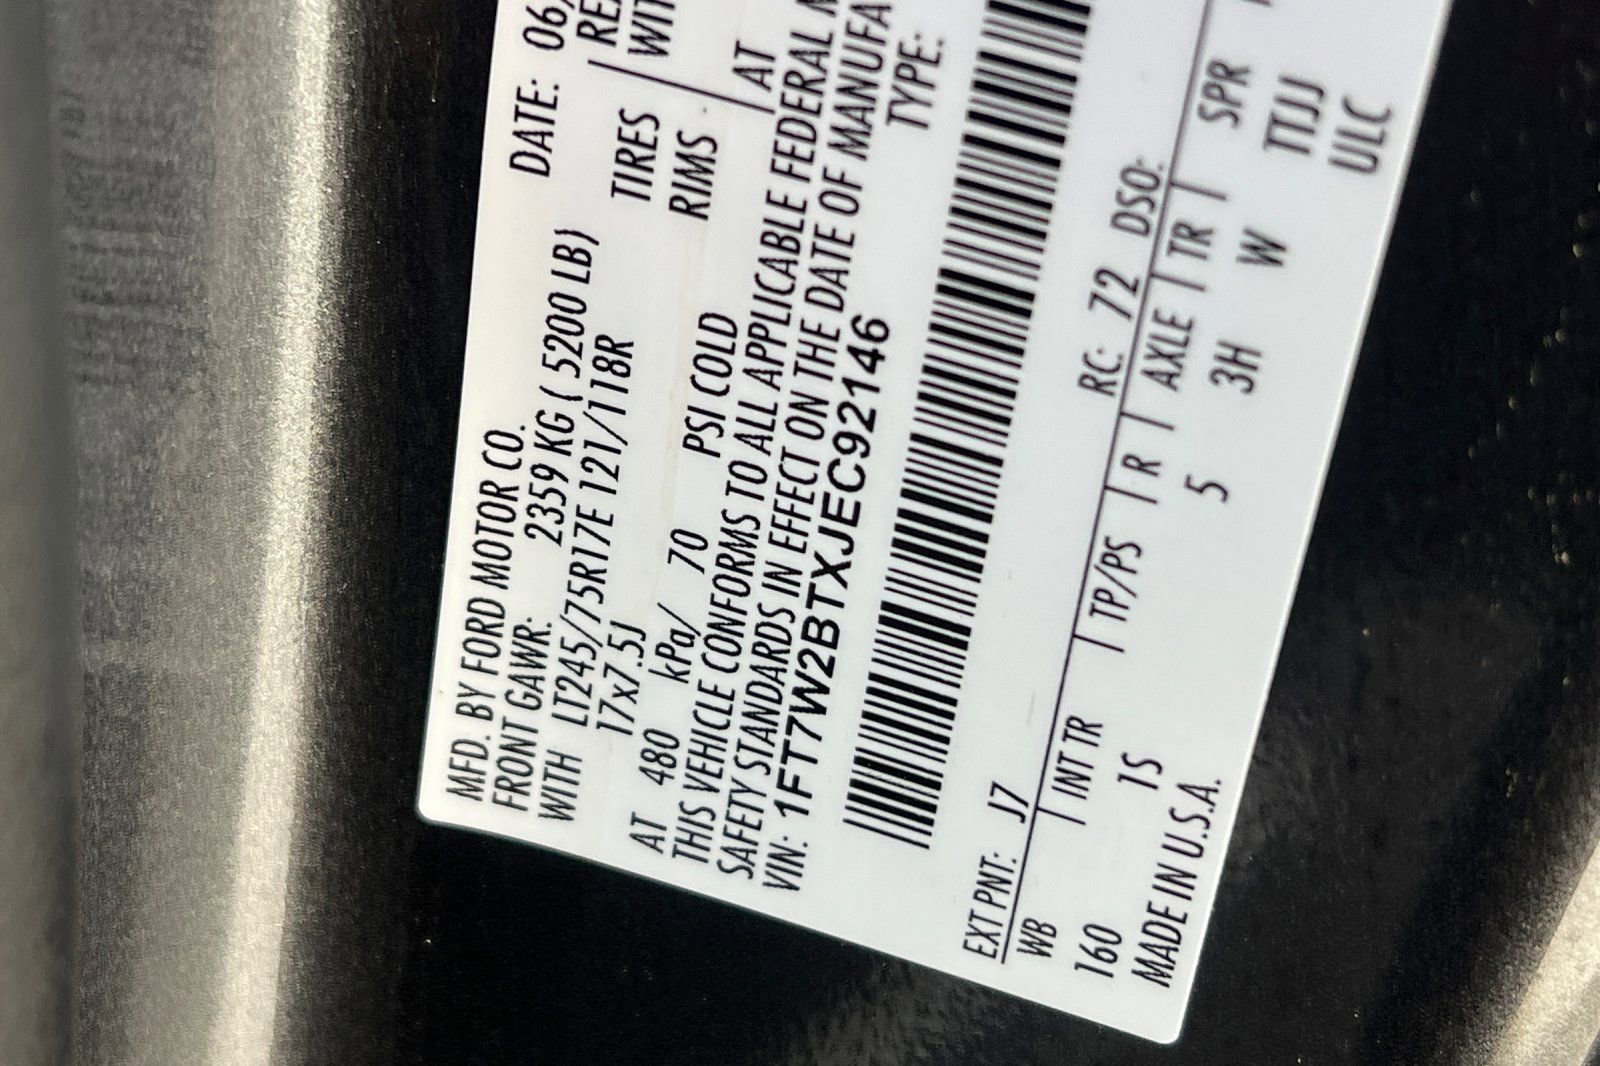 MFD. BY FORD MOTOR CO. DATE: 06/
FRONT GAWR: 2359 KG ( 5200 LB)
WITH LT245/75R17E 121/118R TIRES WIT
17x7.5J RIMS
AT 480 kPa/ 70 PSI COLD AT
THIS VEHICLE CONFORMS TO ALL APPLICABLE FEDERAL
SAFETY STANDARDS IN EFFECT ON THE DATE OF MANUFA
VIN: 1FT7W2BTXJEC92146 TYPE:
EXT PNT: J7 RC: 72 DSO:
WB | INT TR | TP/PS | R | AXLE | TR | SPR
160 1S 5 3H W TTJJ
MADE IN U.S.A. ULC